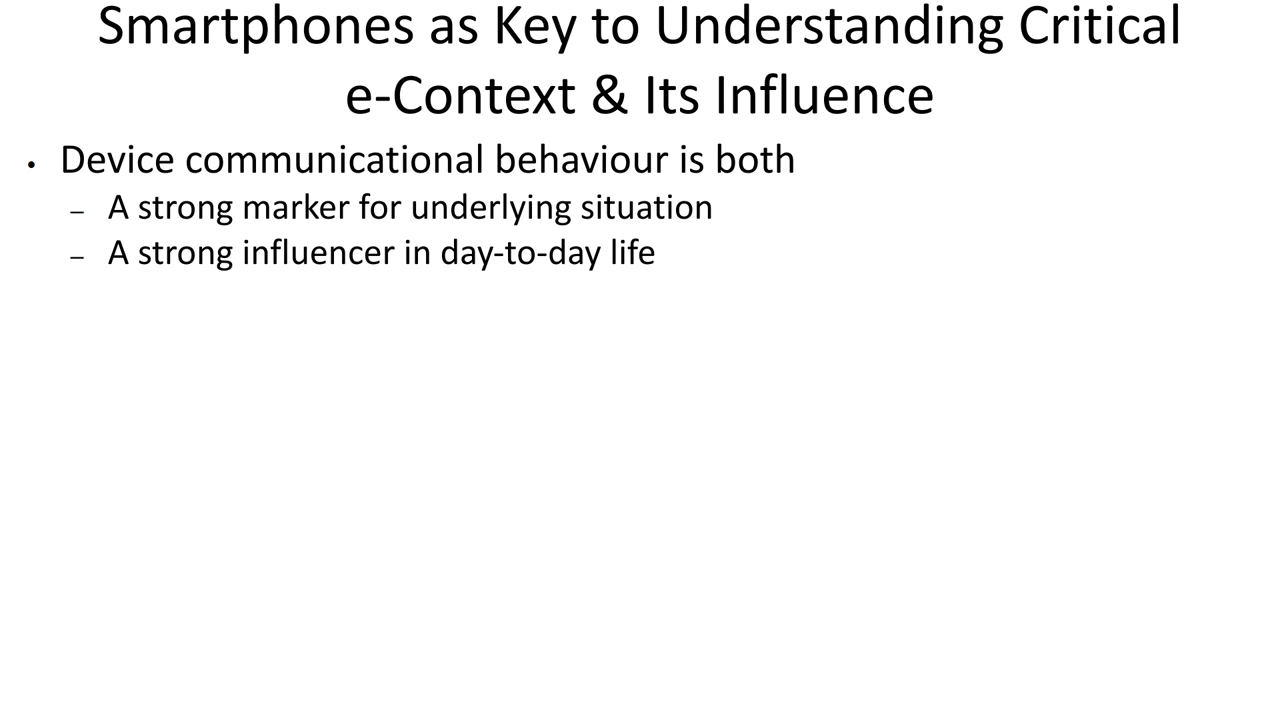 Smartphones as Key to Understanding Critical
e-Context & Its Influence
• Device communicational behaviour is both
– A strong marker for underlying situation
– A strong influencer in day-to-day life